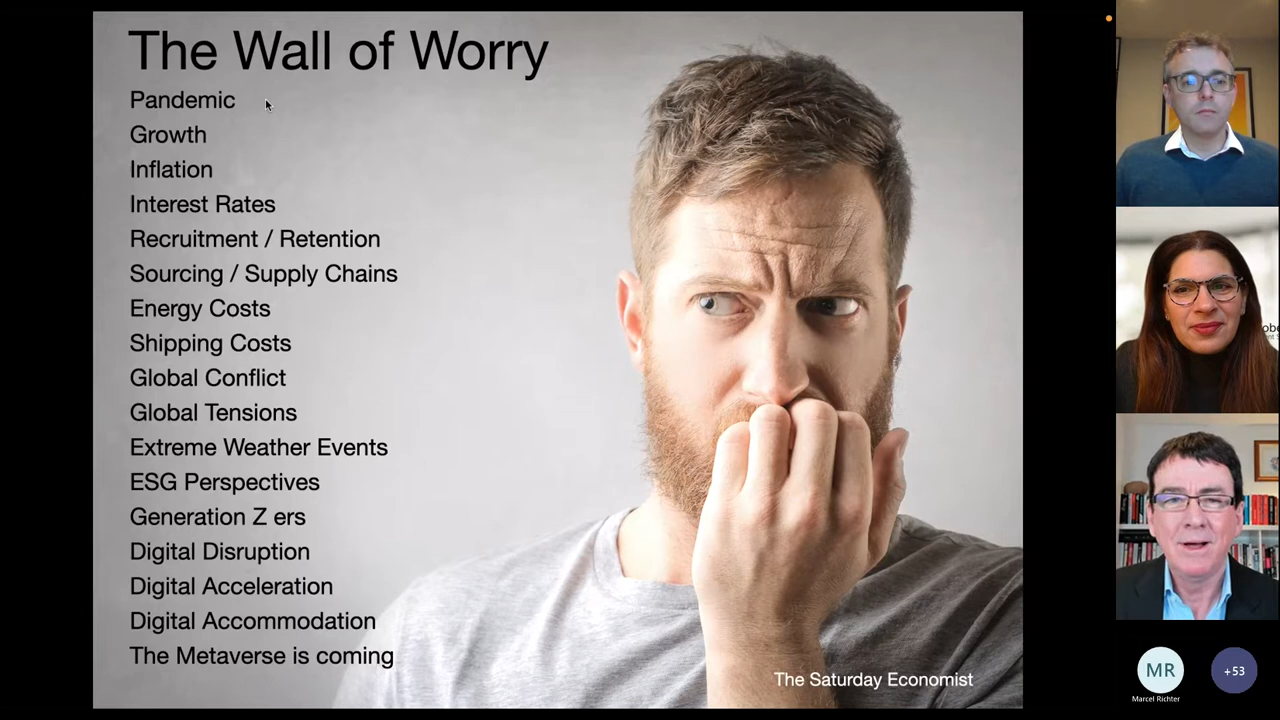 The Wall of Worry
Pandemic
Growth
Inflation
Interest Rates
Recruitment / Retention
Sourcing / Supply Chains
Energy Costs
Shipping Costs
Global Conflict
Global Tensions
Extreme Weather Events
ESG Perspectives
Generation Z ers
Digital Disruption
Digital Acceleration
Digital Accommodation
The Metaverse is coming
The Saturday Economist
MR
+53
Marcel Richter